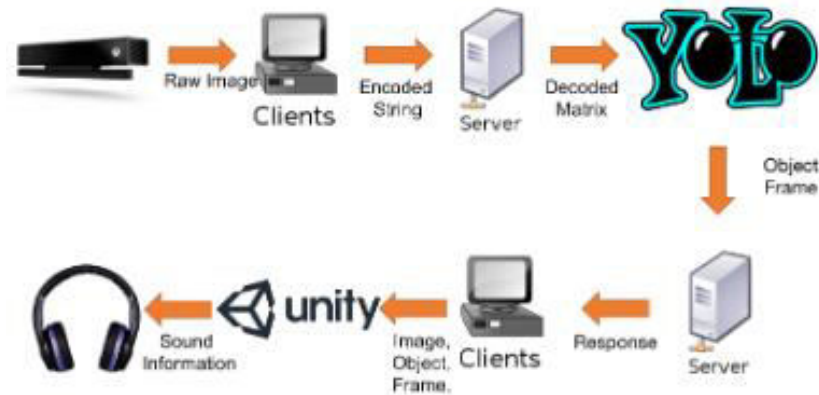 Raw Image
Clients
Encoded
String
Server
Decoded
Matrix
YOLO
Object
Frame
Server
Response
Clients
Image,
Object,
Frame,
unity
Sound
Information